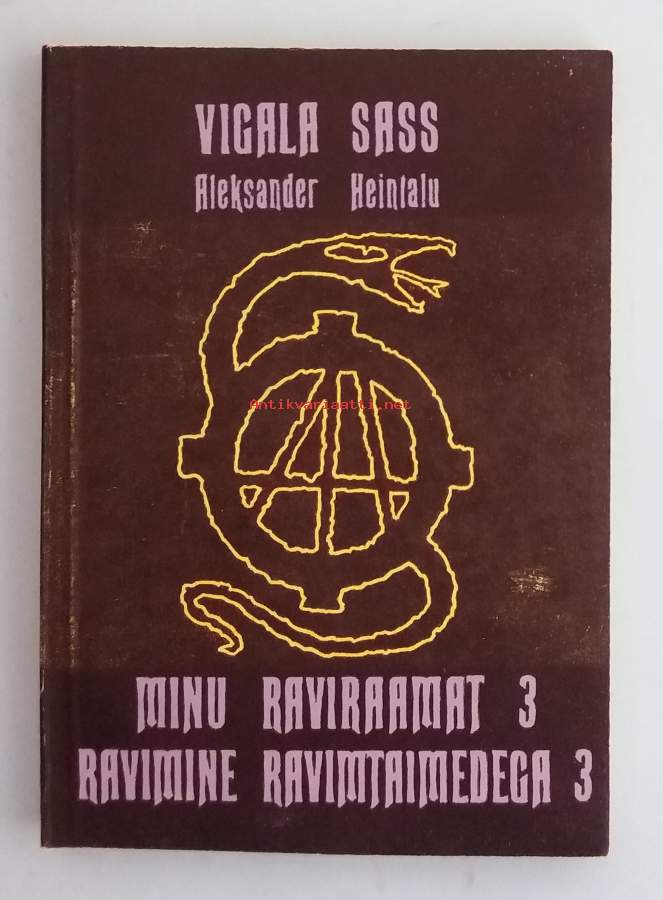 VIGALA SASS
Aleksander Heintalu
Antikvariaatti.net
MINU RAVIRAAMAT 3
RAVIMINE RAVIMTAIMEDEGA 3